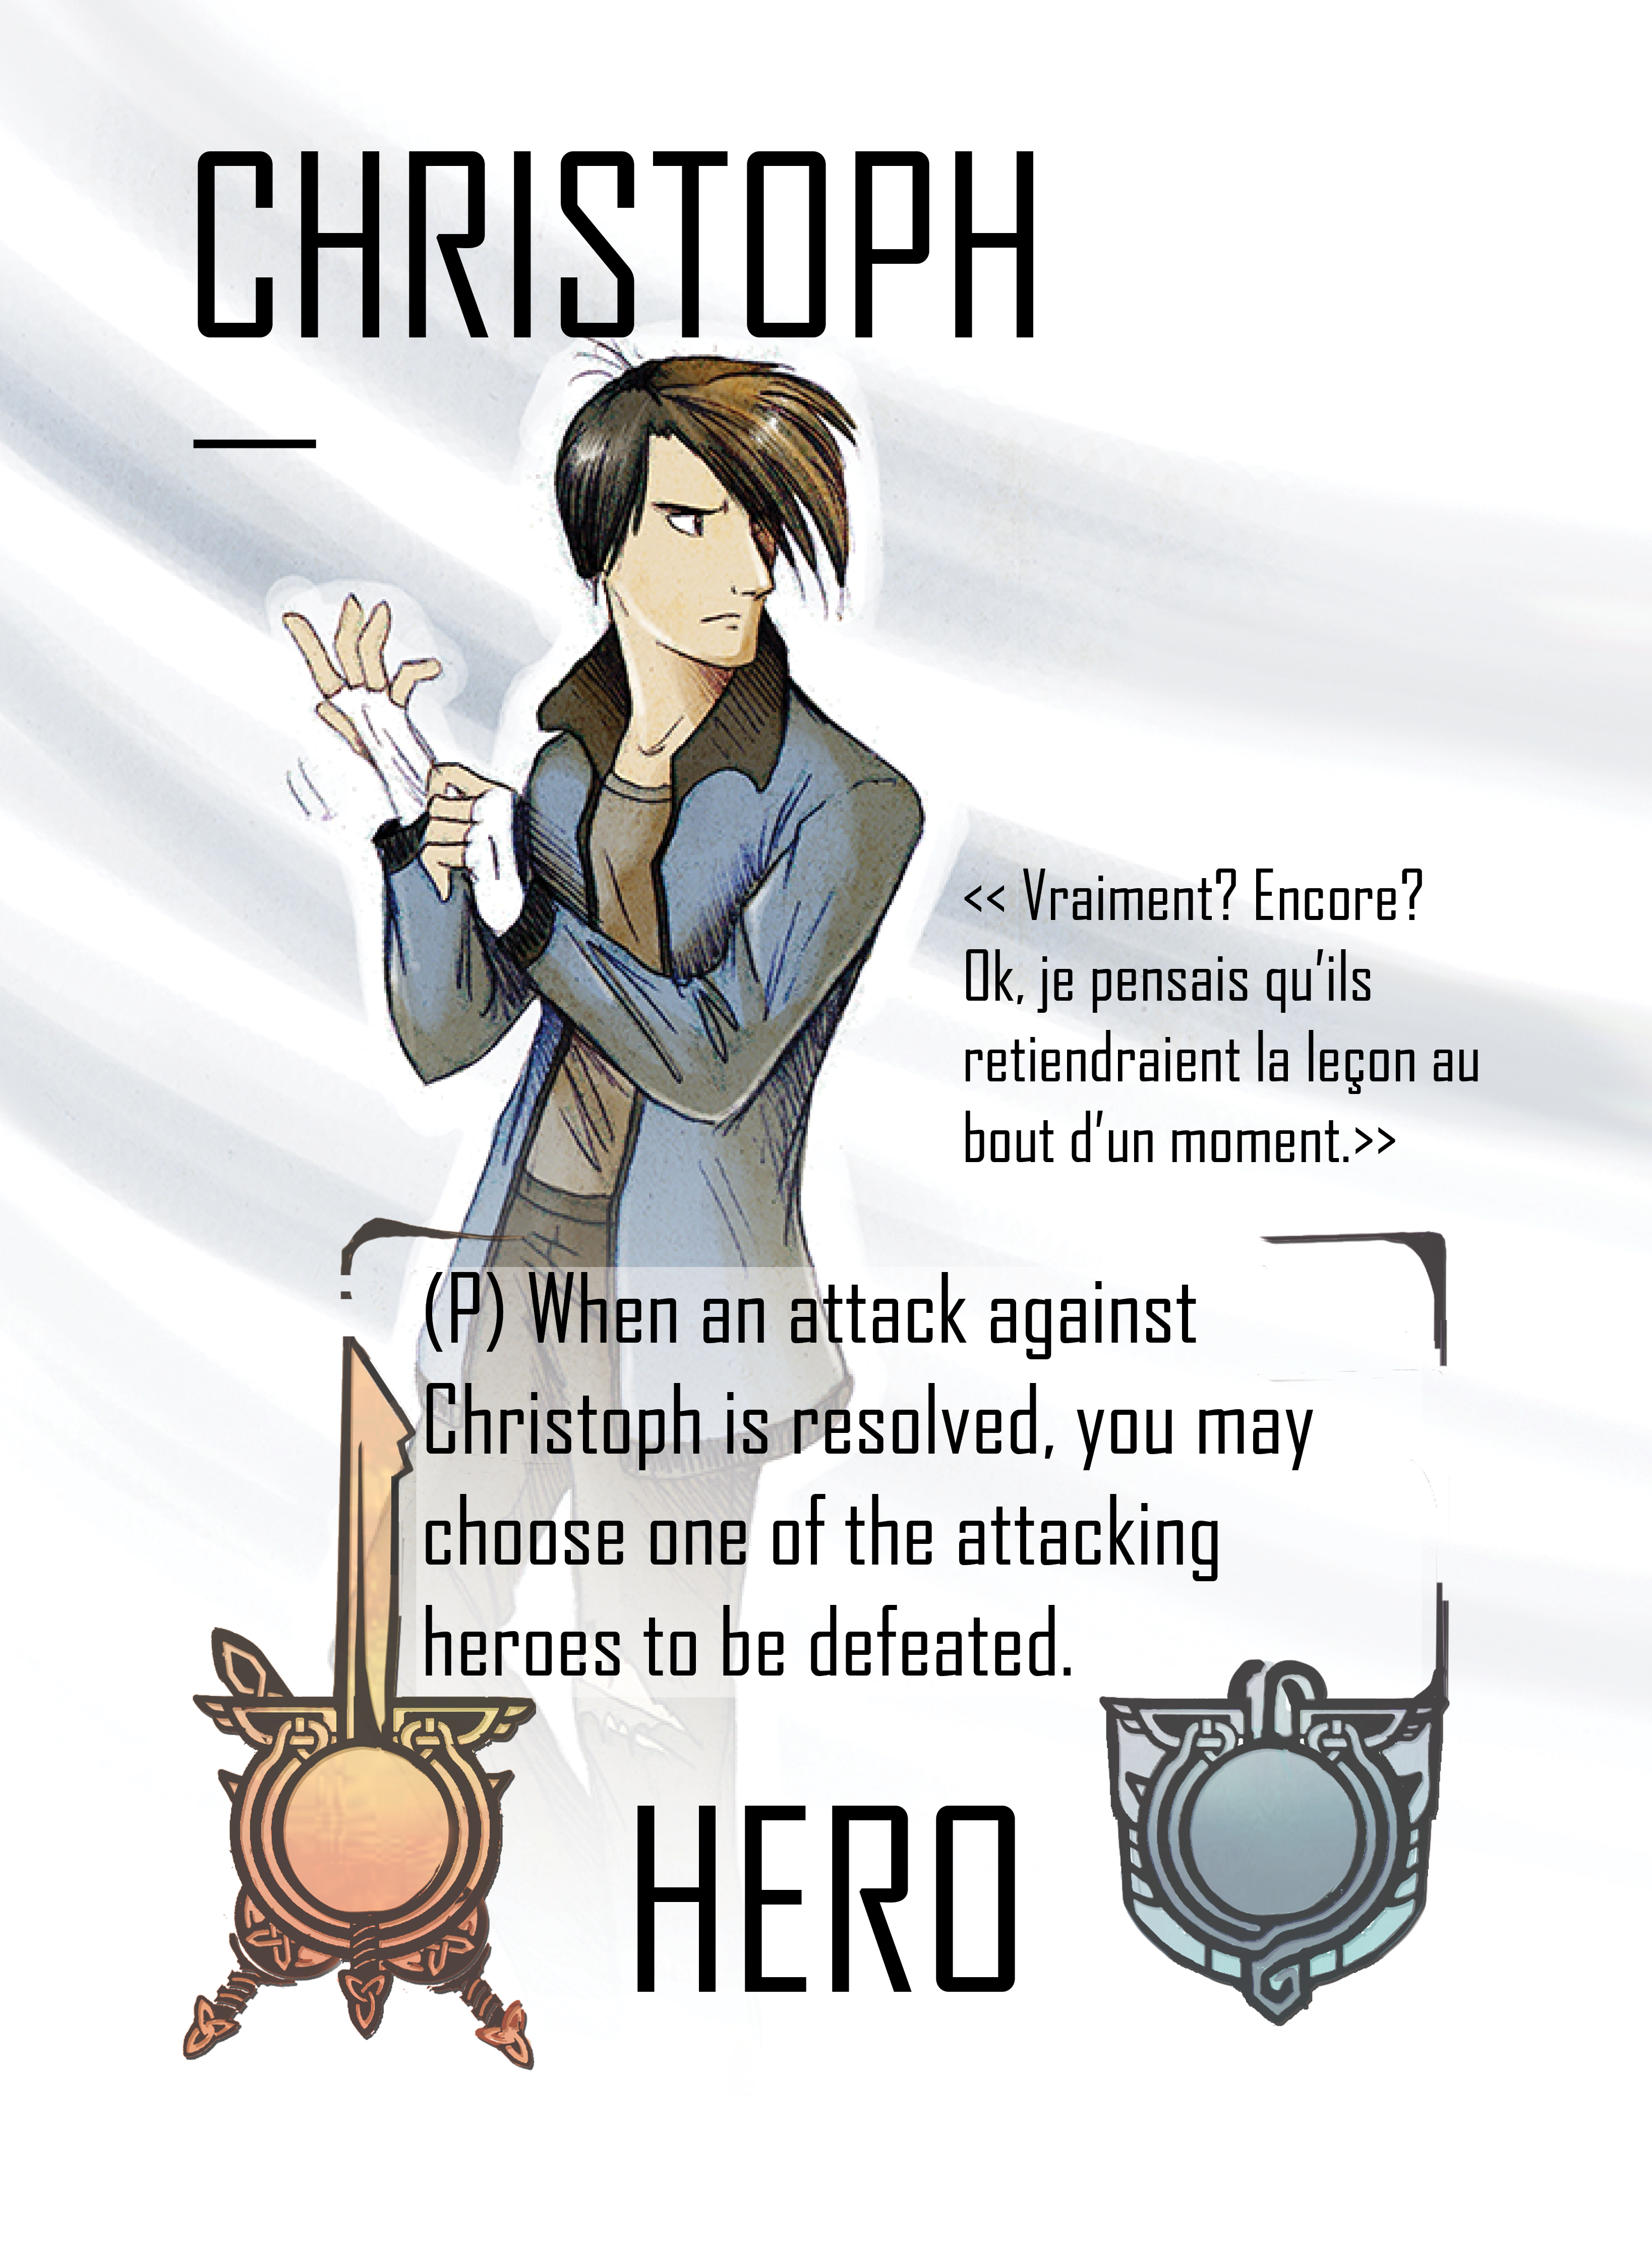 CHRISTOPH
<< Vraiment? Encore?
Ok, je pensais qu’ils
retiendraient la leçon au
bout d’un moment.>>
(P) When an attack against
Christoph is resolved, you may
choose one of the attacking
heroes to be defeated.
HERO